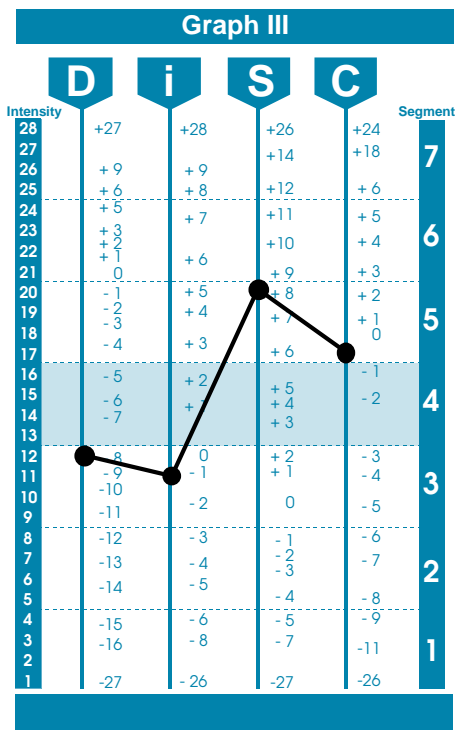 Graph III
D i S C
Intensity Segment
28 +27 +28 +26 +24
27 +14 +18 7
26 + 9 + 9
25 + 6 + 8 +12 + 6
24 + 5 + 7 +11 + 5
23 + 3 6
22 + 2 +10 + 4
+ 1 + 6
21 0 + 9 + 3
20 - 1 + 5 + 8 + 2
19 - 2 + 4 + 7 + 1 5
18 - 3 0
17 - 4 + 3 + 6
16 - 5 + 2 - 1
15 - 6 + 5 - 2 4
14 - 7 + 4
13 + 3
12 8 0 + 2 - 3
11 - 9 - 1 + 1 - 4 3
10 -10 - 2 0 - 5
9 -11
8 -12 - 3 - 1 - 6
7 -13 - 4 - 2 - 7 2
6 -14 - 5 - 3
5 - 4 - 8
4 -15 - 6 - 5 - 9
3 -16 - 8 - 7 -11 1
2
1 -27 - 26 -27 -26